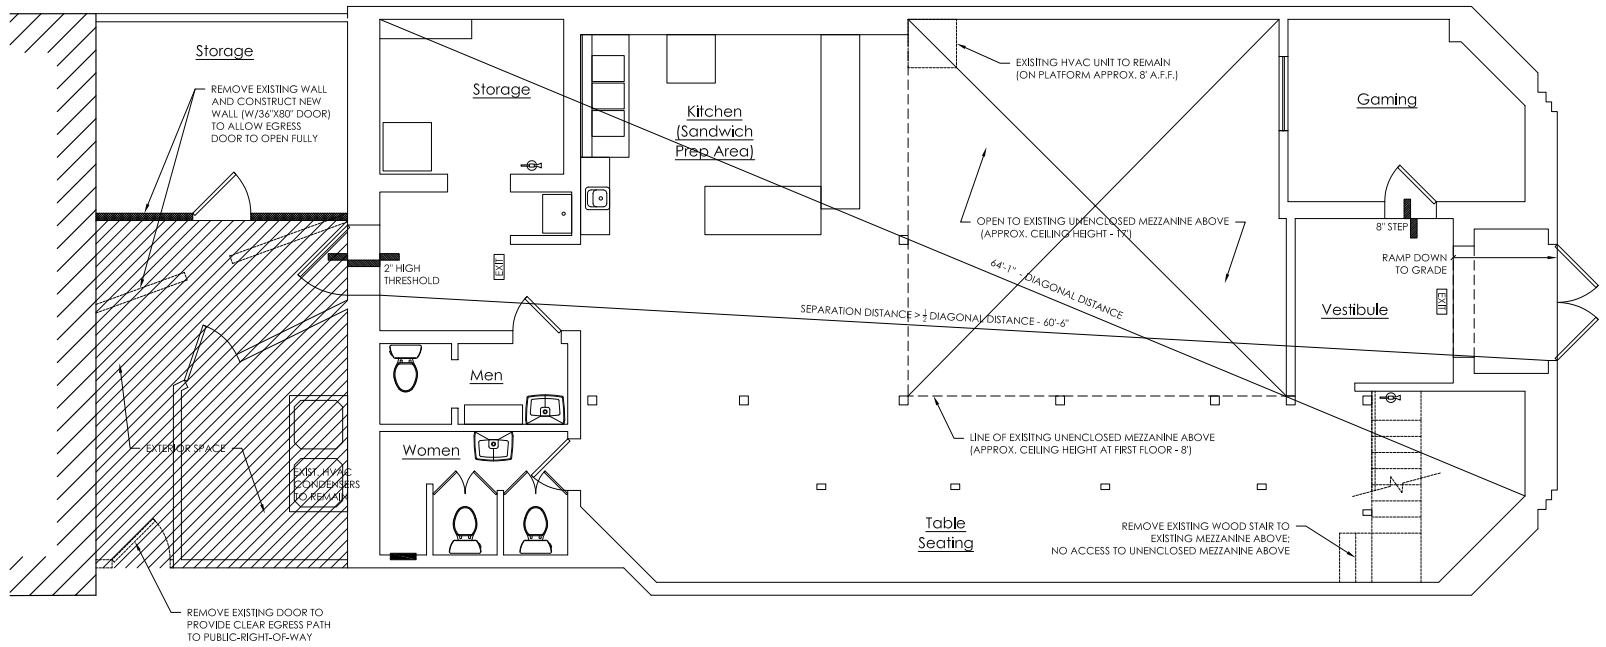 Storage
REMOVE EXISTING WALL
AND CONSTRUCT NEW
WALL (W/36"X80" DOOR)
TO ALLOW EGRESS
DOOR TO OPEN FULLY
Storage
Kitchen
(Sandwich
Prep Area)
EXISITNG HVAC UNIT TO REMAIN
(ON PLATFORM APPROX. 8' A.F.F.)
Gaming
OPEN TO EXISTING UNENCLOSED MEZZANINE ABOVE
(APPROX. CEILING HEIGHT - 17')
8" STEP
RAMP DOWN
TO GRADE
2" HIGH
THRESHOLD
EXIT
64'-1" - DIAGONAL DISTANCE
SEPARATION DISTANCE > ½ DIAGONAL DISTANCE - 60'-6"
Vestibule
EXIT
Men
Women
EXTERIOR SPACE
EXIST. HVAC
CONDENSERS
TO REMAIN
LINE OF EXISITNG UNENCLOSED MEZZANINE ABOVE
(APPROX. CEILING HEIGHT AT FIRST FLOOR - 8')
Table
Seating
REMOVE EXISTING WOOD STAIR TO
EXISTING MEZZANINE ABOVE;
NO ACCESS TO UNENCLOSED MEZZANINE ABOVE
REMOVE EXISTING DOOR TO
PROVIDE CLEAR EGRESS PATH
TO PUBLIC-RIGHT-OF-WAY